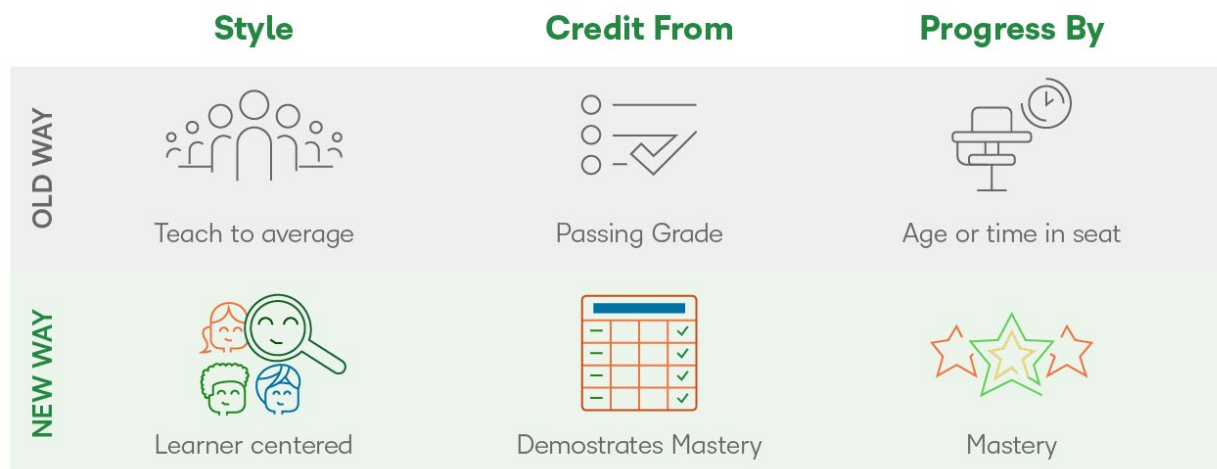 Style
Credit From
Progress By
OLD WAY
Teach to average
Passing Grade
Age or time in seat
NEW WAY
Learner centered
Demostrates Mastery
Mastery